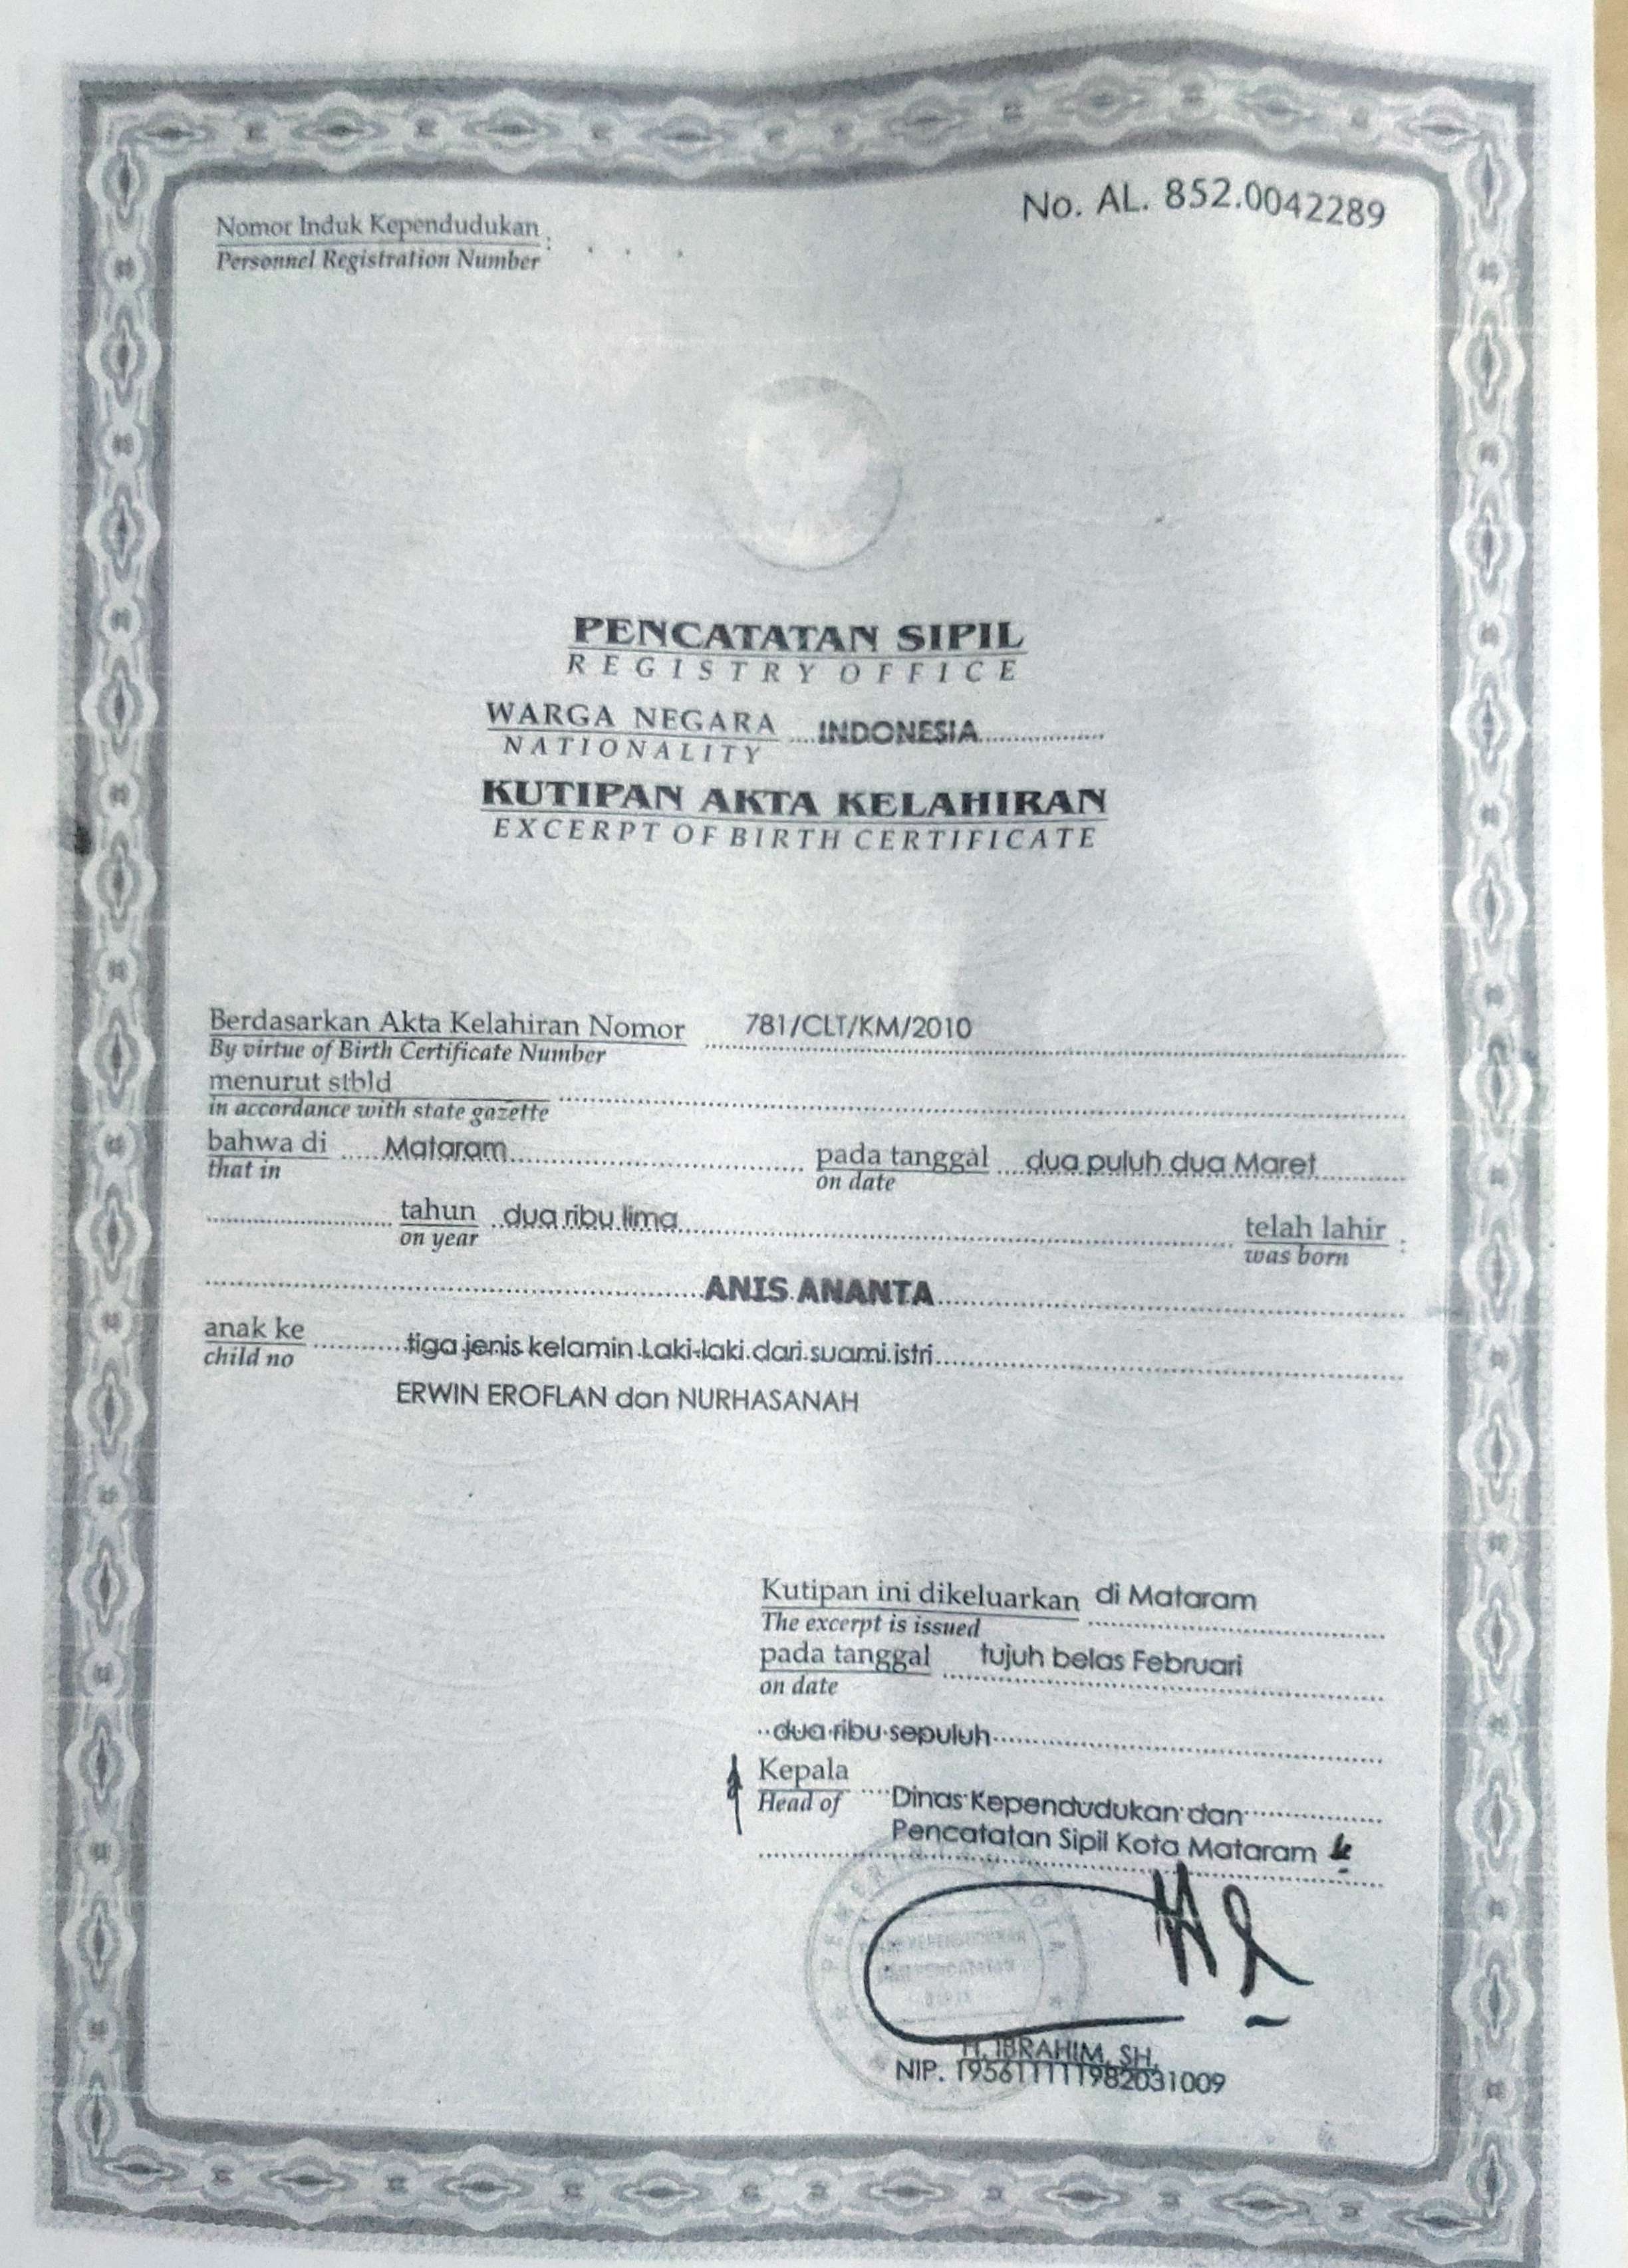 No. AL. 852.0042289
Nomor Induk Kependudukan :
Personnel Registration Number
PENCATATAN SIPIL
REGISTRY OFFICE
WARGA NEGARA INDONESIA
NATIONALITY
KUTIPAN AKTA KELAHIRAN
EXCERPT OF BIRTH CERTIFICATE
Berdasarkan Akta Kelahiran Nomor 781/CLT/KM/2010
By virtue of Birth Certificate Number
menurut stbld
in accordance with state gazette
bahwa di Mataram pada tanggal dua puluh dua Maret
that in on date
tahun dua ribu lima telah lahir :
on year was born
ANIS ANANTA
anak ke tiga jenis kelamin Laki-laki dari suami istri
child no
ERWIN EROFLAN dan NURHASANAH
Kutipan ini dikeluarkan di Mataram
The excerpt is issued
pada tanggal tujuh belas Februari
on date
dua ribu sepuluh
Kepala Dinas Kependudukan dan
Head of
Pencatatan Sipil Kota Mataram
H. IBRAHIM, SH.
NIP. 195611111982031009